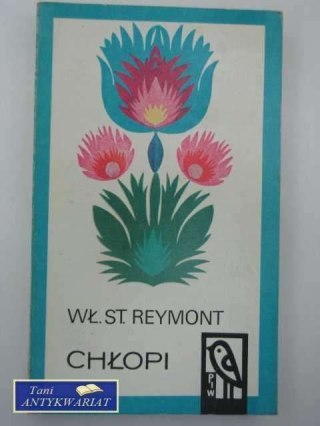 WŁ. ST. REYMONT
CHŁOPI
PIW
Tani
ANTYKWARIAT